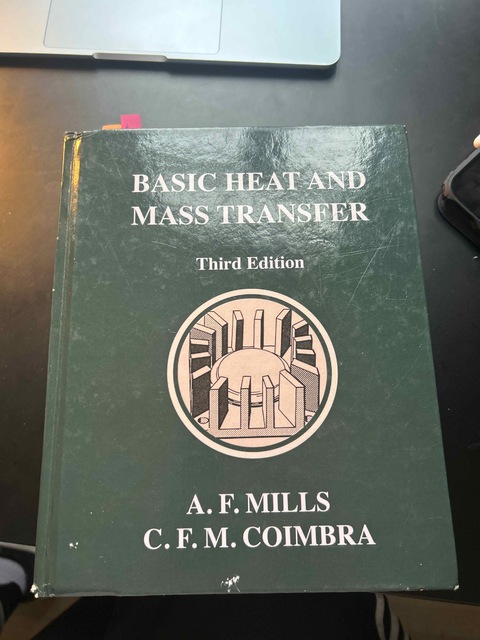 BASIC HEAT AND
MASS TRANSFER
Third Edition
A. F. MILLS
C. F. M. COIMBRA